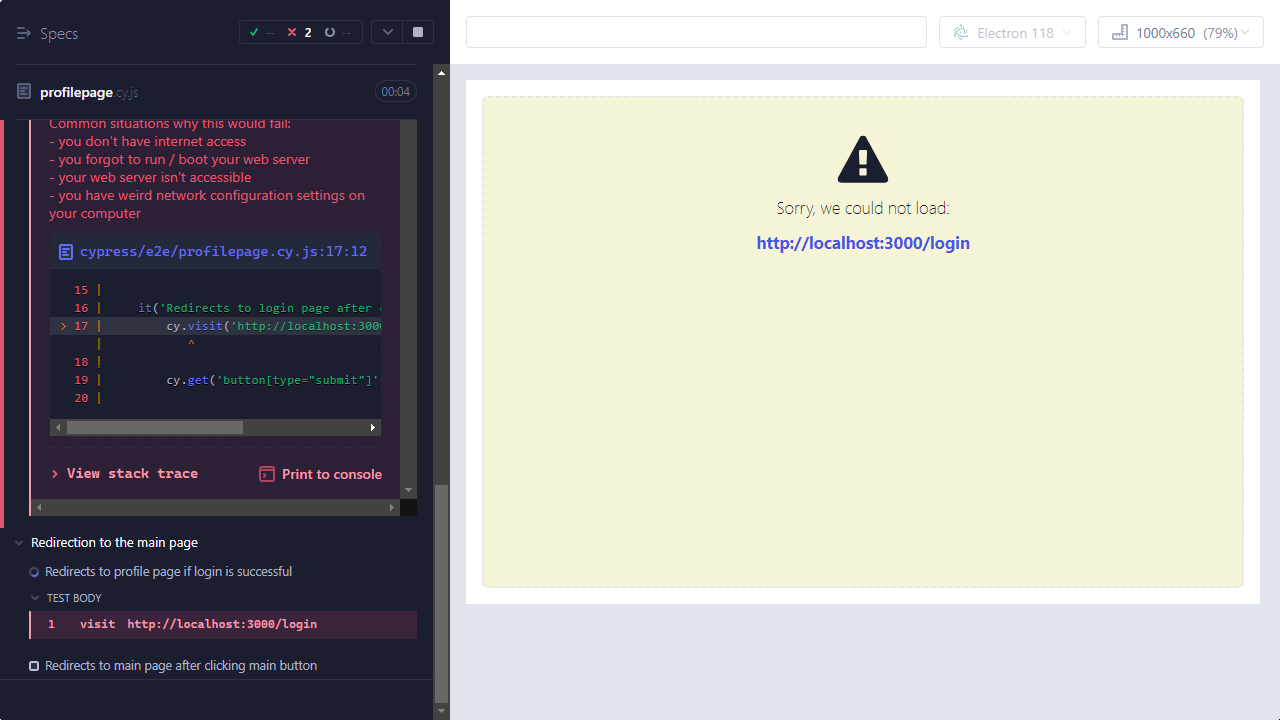 Specs
-- 2 --
profilepage.cy.js
00:04
Common situations why this would fail:
- you don't have internet access
- you forgot to run / boot your web server
- your web server isn't accessible
- you have weird network configuration settings on
your computer
cypress/e2e/profilepage.cy.js:17:12
15 |
16 | it('Redirects to login page after
> 17 | cy.visit('http://localhost:300
| ^
18 |
19 | cy.get('button[type="submit"]'
20 |
> View stack trace
Print to console
Redirection to the main page
Redirects to profile page if login is successful
TEST BODY
1 visit http://localhost:3000/login
Redirects to main page after clicking main button
Electron 118
1000x660 (79%)
Sorry, we could not load:
http://localhost:3000/login